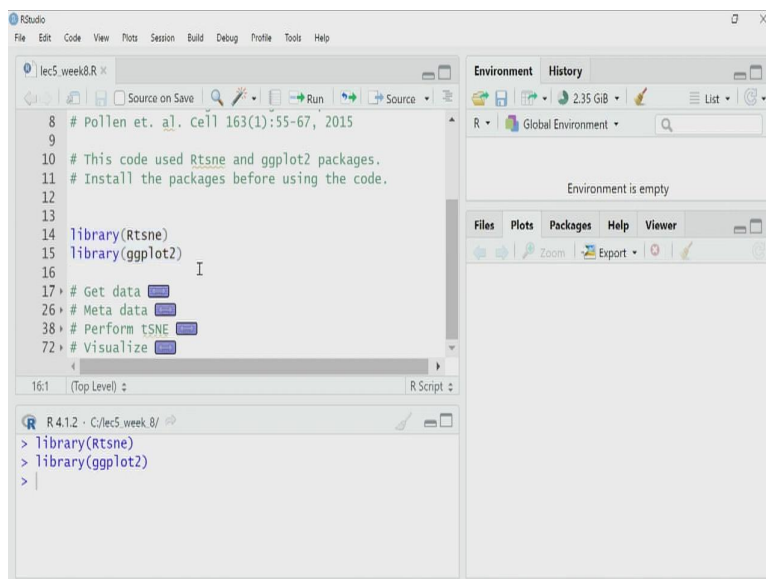 RStudio
File Edit Code View Plots Session Build Debug Profile Tools Help
lec5_week8.R
Source on Save Run Source
8 # Pollen et. al. Cell 163(1):55-67, 2015
9
10 # This code used Rtsne and ggplot2 packages.
11 # Install the packages before using the code.
12
13
14 library(Rtsne)
15 library(ggplot2)
16
17 # Get data
26 # Meta data
38 # Perform tSNE
72 # Visualize
16:1 (Top Level) R Script
R 4.1.2 · C:/lec5_week_8/
> library(Rtsne)
> library(ggplot2)
>
Environment History
2.35 GiB List
R Global Environment
Environment is empty
Files Plots Packages Help Viewer
Zoom Export